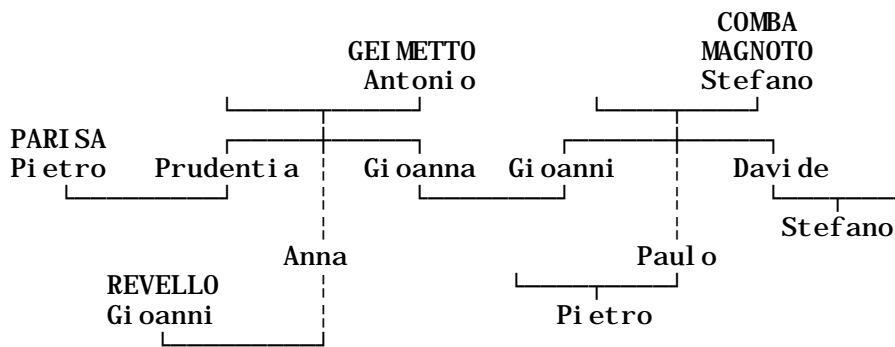 COMBA
GEIMETTO MAGNOTO
Antonio Stefano
PARISA
Pietro Prudentia Gioanna Gioanni Davide
Stefano
Anna Paulo
REVELLO
Gioanni Pietro